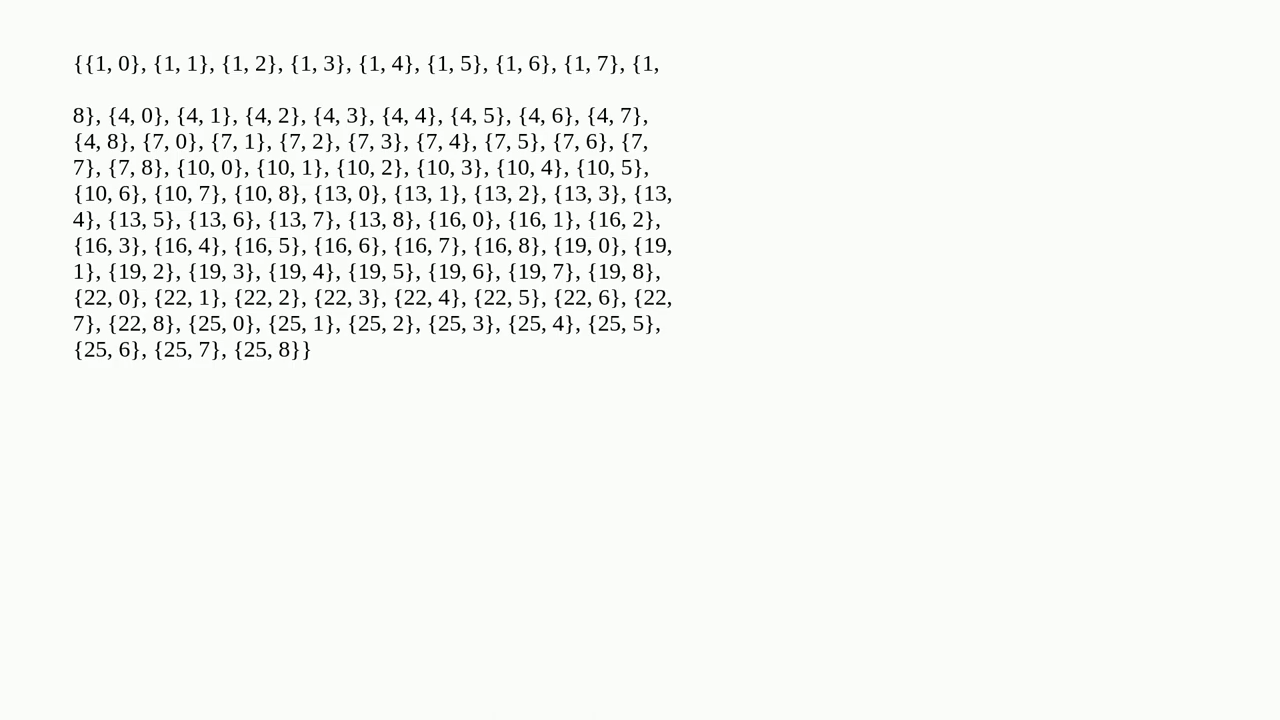 {{1, 0}, {1, 1}, {1, 2}, {1, 3}, {1, 4}, {1, 5}, {1, 6}, {1, 7}, {1,
8}, {4, 0}, {4, 1}, {4, 2}, {4, 3}, {4, 4}, {4, 5}, {4, 6}, {4, 7},
{4, 8}, {7, 0}, {7, 1}, {7, 2}, {7, 3}, {7, 4}, {7, 5}, {7, 6}, {7,
7}, {7, 8}, {10, 0}, {10, 1}, {10, 2}, {10, 3}, {10, 4}, {10, 5},
{10, 6}, {10, 7}, {10, 8}, {13, 0}, {13, 1}, {13, 2}, {13, 3}, {13,
4}, {13, 5}, {13, 6}, {13, 7}, {13, 8}, {16, 0}, {16, 1}, {16, 2},
{16, 3}, {16, 4}, {16, 5}, {16, 6}, {16, 7}, {16, 8}, {19, 0}, {19,
1}, {19, 2}, {19, 3}, {19, 4}, {19, 5}, {19, 6}, {19, 7}, {19, 8},
{22, 0}, {22, 1}, {22, 2}, {22, 3}, {22, 4}, {22, 5}, {22, 6}, {22,
7}, {22, 8}, {25, 0}, {25, 1}, {25, 2}, {25, 3}, {25, 4}, {25, 5},
{25, 6}, {25, 7}, {25, 8}}